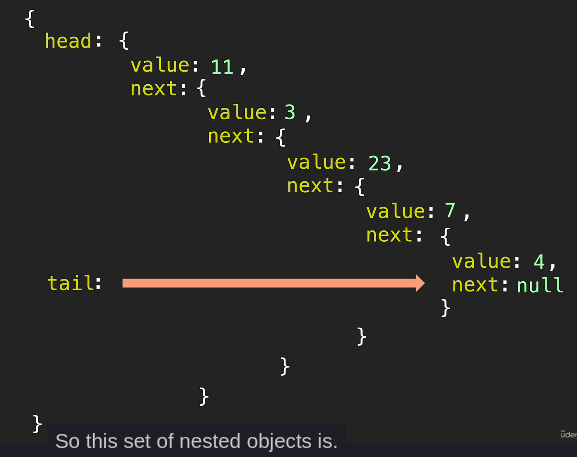 {
head: {
value: 11,
next: {
value: 3,
next: {
value: 23,
next: {
value: 7,
next: {
value: 4,
tail:
next: null
}
}
}
}
}
So this set of nested objects is.